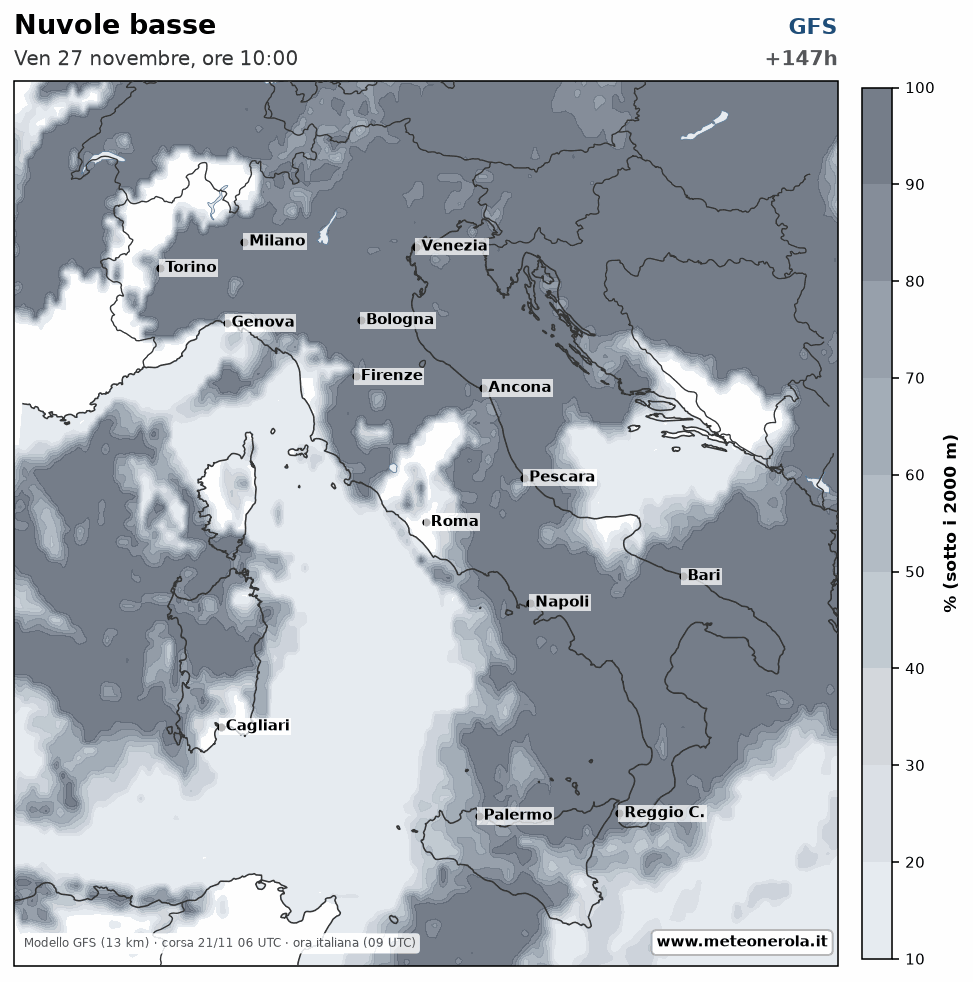 Nuvole basse
GFS
Ven 27 novembre, ore 10:00
+147h
100
90
80
70
60
50
40
30
20
10
% (sotto i 2000 m)
Milano
Venezia
Torino
Genova
Bologna
Firenze
Ancona
Pescara
Roma
Bari
Napoli
Cagliari
Palermo
Reggio C.
Modello GFS (13 km) · corsa 21/11 06 UTC · ora italiana (09 UTC)
www.meteonerola.it